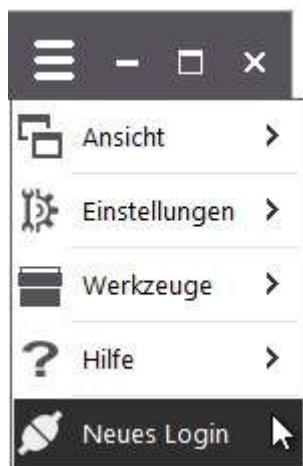 Ansicht
Einstellungen
Werkzeuge
Hilfe
Neues Login